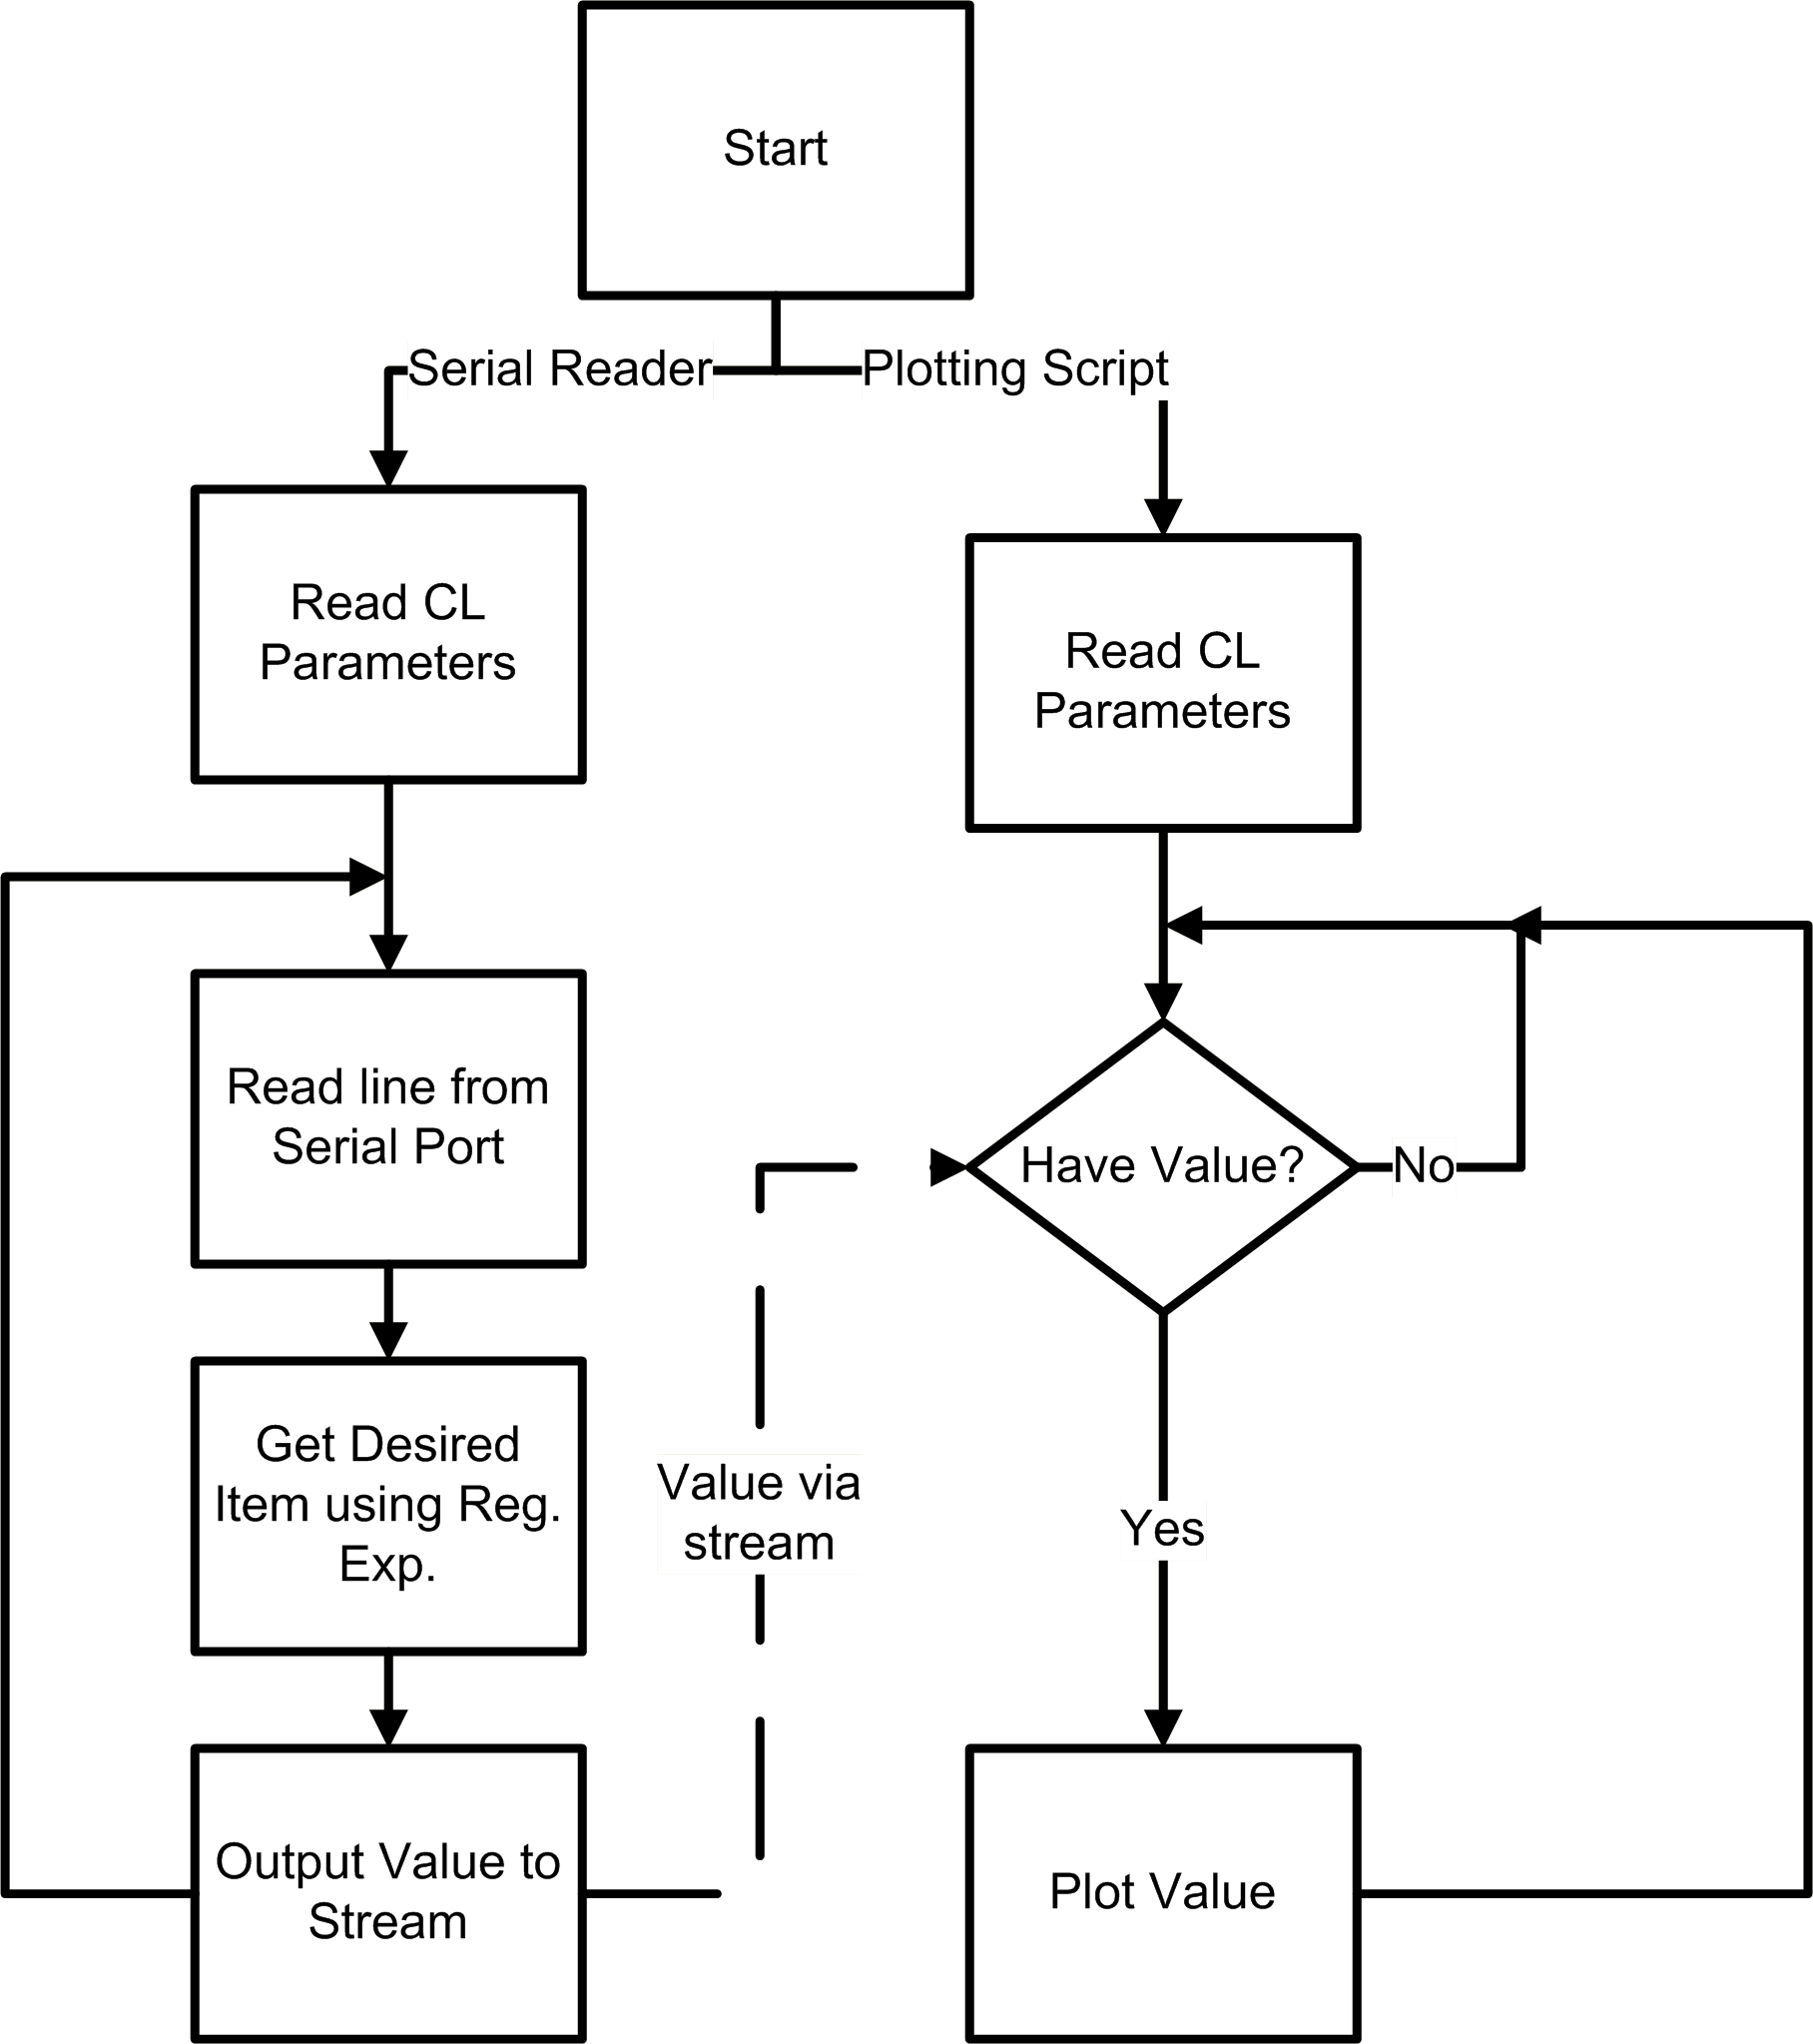 Start
Serial Reader
Plotting Script
Read CL
Parameters
Read CL
Parameters
Read line from
Serial Port
Have Value?
No
Get Desired
Item using Reg.
Exp.
Value via
stream
Yes
Output Value to
Stream
Plot Value